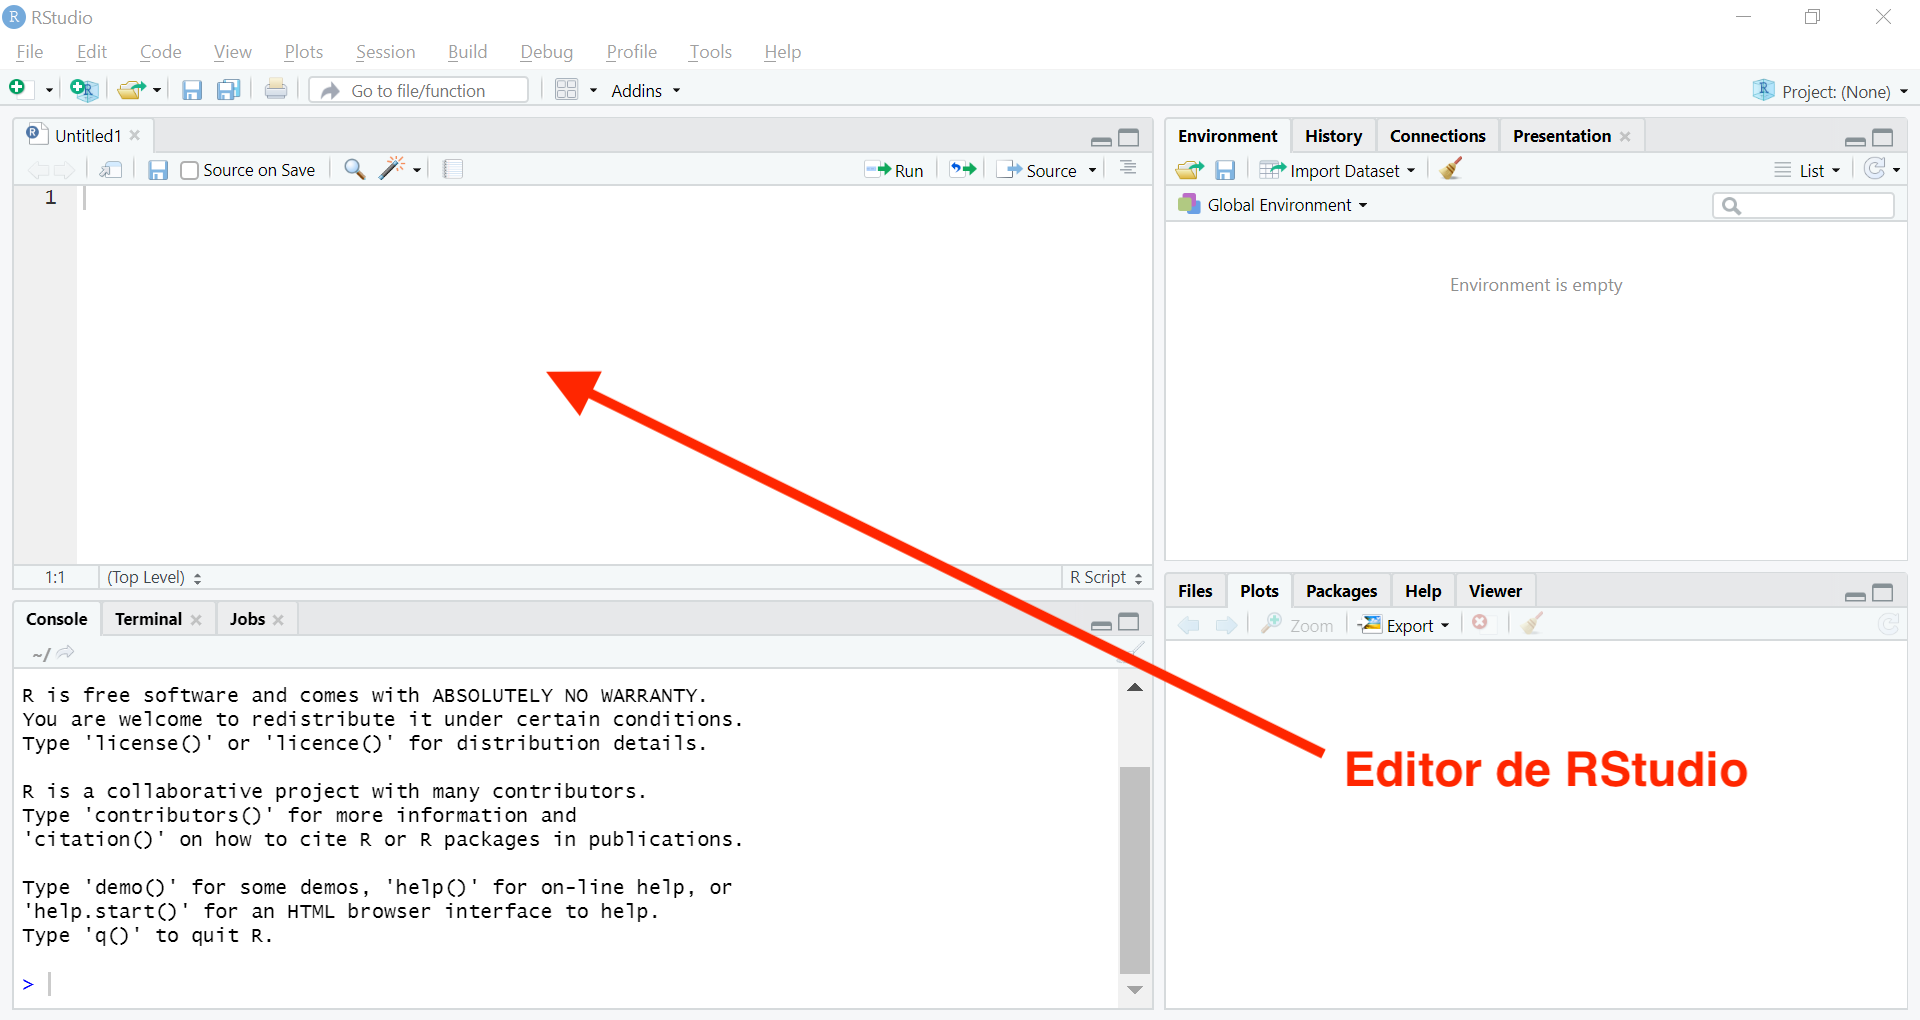 RStudio
File Edit Code View Plots Session Build Debug Profile Tools Help
Go to file/function Addins Project: (None)
Untitled1
Source on Save Run Source
1
1:1 (Top Level) R Script
Console Terminal Jobs
~/
R is free software and comes with ABSOLUTELY NO WARRANTY.
You are welcome to redistribute it under certain conditions.
Type 'license()' or 'licence()' for distribution details.
R is a collaborative project with many contributors.
Type 'contributors()' for more information and
'citation()' on how to cite R or R packages in publications.
Type 'demo()' for some demos, 'help()' for on-line help, or
'help.start()' for an HTML browser interface to help.
Type 'q()' to quit R.
>
Environment History Connections Presentation
Import Dataset List
Global Environment
Environment is empty
Files Plots Packages Help Viewer
Zoom Export
Editor de RStudio